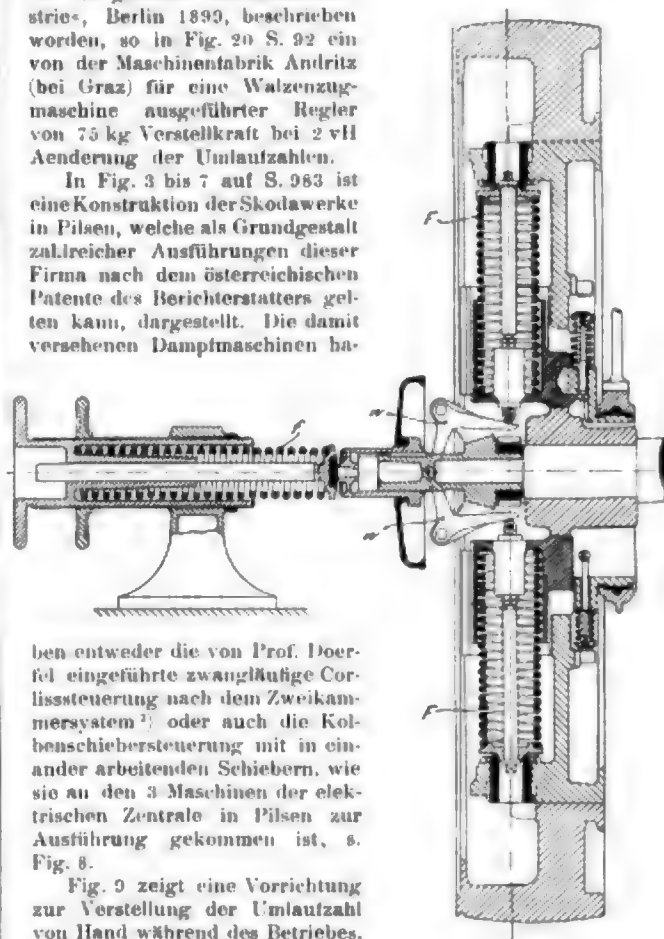 strie«, Berlin 1899, beschrieben
worden, so in Fig. 20 S. 92 ein
von der Maschinenfabrik Andritz
(bei Graz) für eine Walzenzug-
maschine ausgeführter Regler
von 75 kg Verstellkraft bei 2 vH
Aenderung der Umlaufzahlen.
In Fig. 3 bis 7 auf S. 983 ist
eine Konstruktion der Skodawerke
in Pilsen, welche als Grundgestalt
zahlreicher Ausführungen dieser
Firma nach dem österreichischen
Patente des Berichterstatters gel-
ten kann, dargestellt. Die damit
versehenen Dampfmaschinen ha-
F
f
w
w
F
ben entweder die von Prof. Doer-
fel eingeführte zwangläufige Cor-
lisssteuerung nach dem Zweikam-
mersystem
oder auch die Kol-
benschiebersteuerung mit in ein-
ander arbeitenden Schiebern, wie
sie an den 3 Maschinen der elek-
trischen Zentrale in Pilsen zur
Ausführung gekommen ist, s.
Fig. 8.
Fig. 9 zeigt eine Vorrichtung
zur Verstellung der Umlaufzahl
von Hand während des Betriebes.